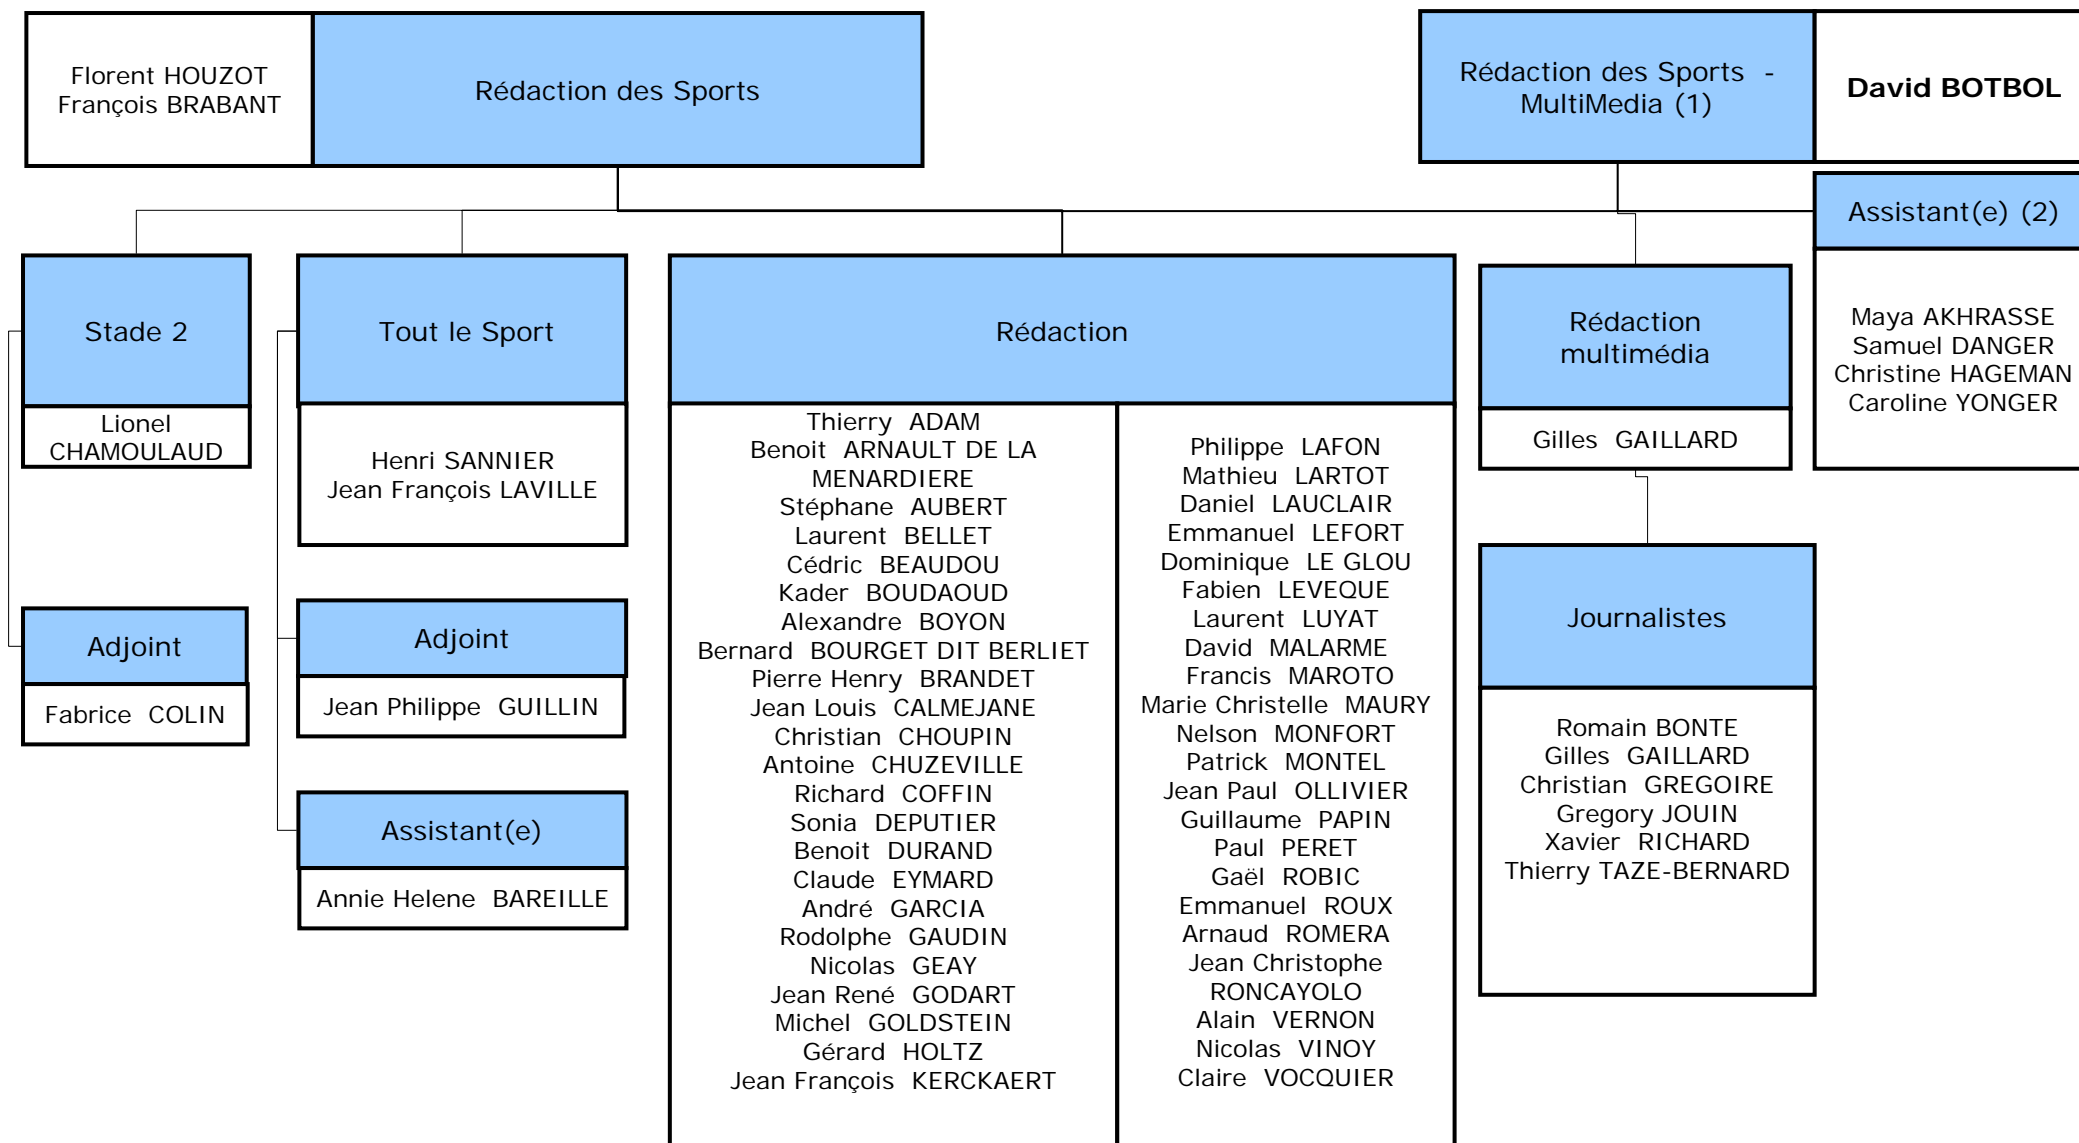 Florent HOUZOT
François BRABANT
Rédaction des Sports
Rédaction des Sports -
MultiMedia (1)
David BOTBOL
Assistant(e) (2)
Maya AKHRASSE
Samuel DANGER
Christine HAGEMAN
Caroline YONGER
Stade 2
Lionel
CHAMOULAUD
Adjoint
Fabrice COLIN
Tout le Sport
Henri SANNIER
Jean François LAVILLE
Adjoint
Jean Philippe GUILLIN
Assistant(e)
Annie Helene BAREILLE
Rédaction
Thierry ADAM
Benoit ARNAULT DE LA
MENARDIERE
Stéphane AUBERT
Laurent BELLET
Cédric BEAUDOU
Kader BOUDAOUD
Alexandre BOYON
Bernard BOURGET DIT BERLIET
Pierre Henry BRANDET
Jean Louis CALMEJANE
Christian CHOUPIN
Antoine CHUZEVILLE
Richard COFFIN
Sonia DEPUTIER
Benoit DURAND
Claude EYMARD
André GARCIA
Rodolphe GAUDIN
Nicolas GEAY
Jean René GODART
Michel GOLDSTEIN
Gérard HOLTZ
Jean François KERCKAERT
Philippe LAFON
Mathieu LARTOT
Daniel LAUCLAIR
Emmanuel LEFORT
Dominique LE GLOU
Fabien LEVEQUE
Laurent LUYAT
David MALARME
Francis MAROTO
Marie Christelle MAURY
Nelson MONFORT
Patrick MONTEL
Jean Paul OLLIVIER
Guillaume PAPIN
Paul PERET
Gaël ROBIC
Emmanuel ROUX
Arnaud ROMERA
Jean Christophe
RONCAYOLO
Alain VERNON
Nicolas VINOY
Claire VOCQUIER
Rédaction
multimédia
Gilles GAILLARD
Journalistes
Romain BONTE
Gilles GAILLARD
Christian GREGOIRE
Gregory JOUIN
Xavier RICHARD
Thierry TAZE-BERNARD